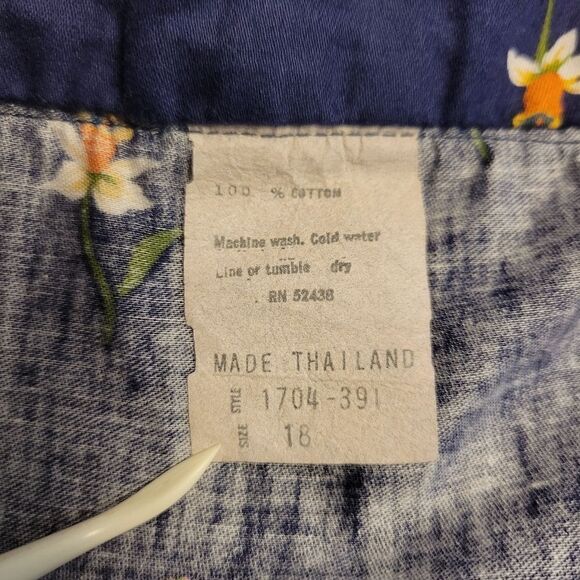 100 % COTTON
Machine wash. Cold water
Line or tumble dry
. RN 52438
MADE THAILAND
STYLE 1704-391
SIZE 18